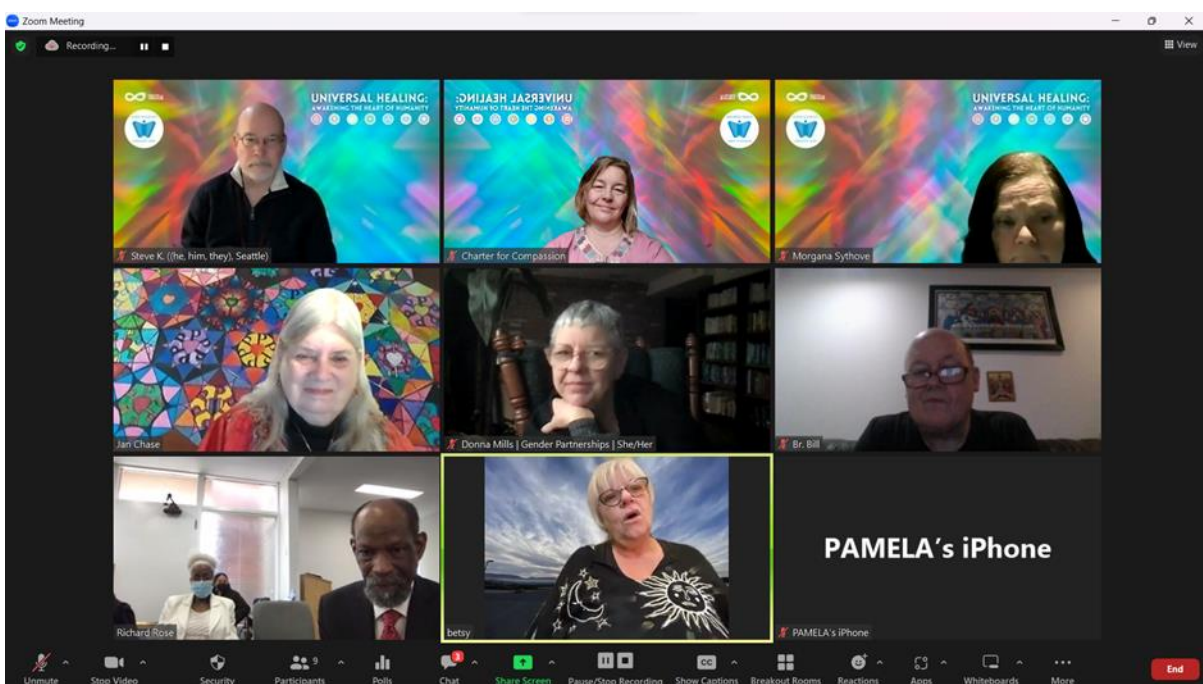 Zoom Meeting
Recording...
View
UNIVERSAL HEALING:
AWAKENING THE HEART OF HUMANITY
Steve K. ((he, him, they), Seattle)
UNIVERSAL HEALING:
AWAKENING THE HEART OF HUMANITY
Charter for Compassion
UNIVERSAL HEALING:
AWAKENING THE HEART OF HUMANITY
Morgana Sythove
Jan Chase
Donna Mills | Gender Partnerships | She/Her
Br. Bill
Richard Rose
betsy
PAMELA's iPhone
PAMELA's iPhone
9
3
CC
Unmute
Stop Video
Security
Participants
Polls
Chat
Share Screen
Pause/Stop Recording
Show Captions
Breakout Rooms
Reactions
Apps
Whiteboards
More
End